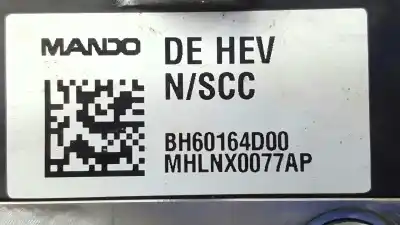 MANDO
DE HEV
N/SCC
BH60164D00
MHLNX0077AP